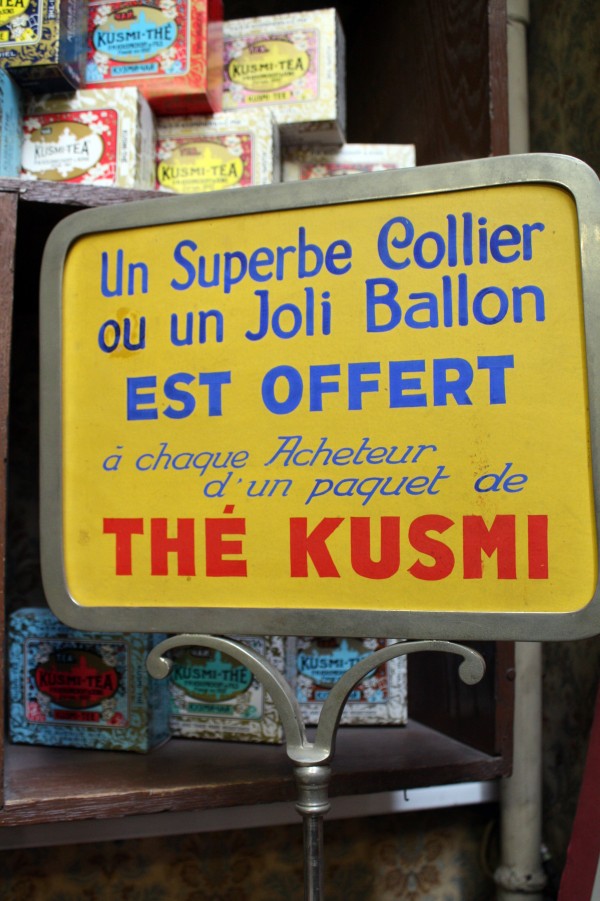 KUSMI-THÉ
KUSMI-TEA
KUSMI-TEA
KUSMI-TEA
KUSMI-TEA
Un Superbe Collier
ou un Joli Ballon
EST OFFERT
à chaque Acheteur
d'un paquet de
THÉ KUSMI
KUSMI-TEA
KUSMI-THÉ
KUSMI-TH